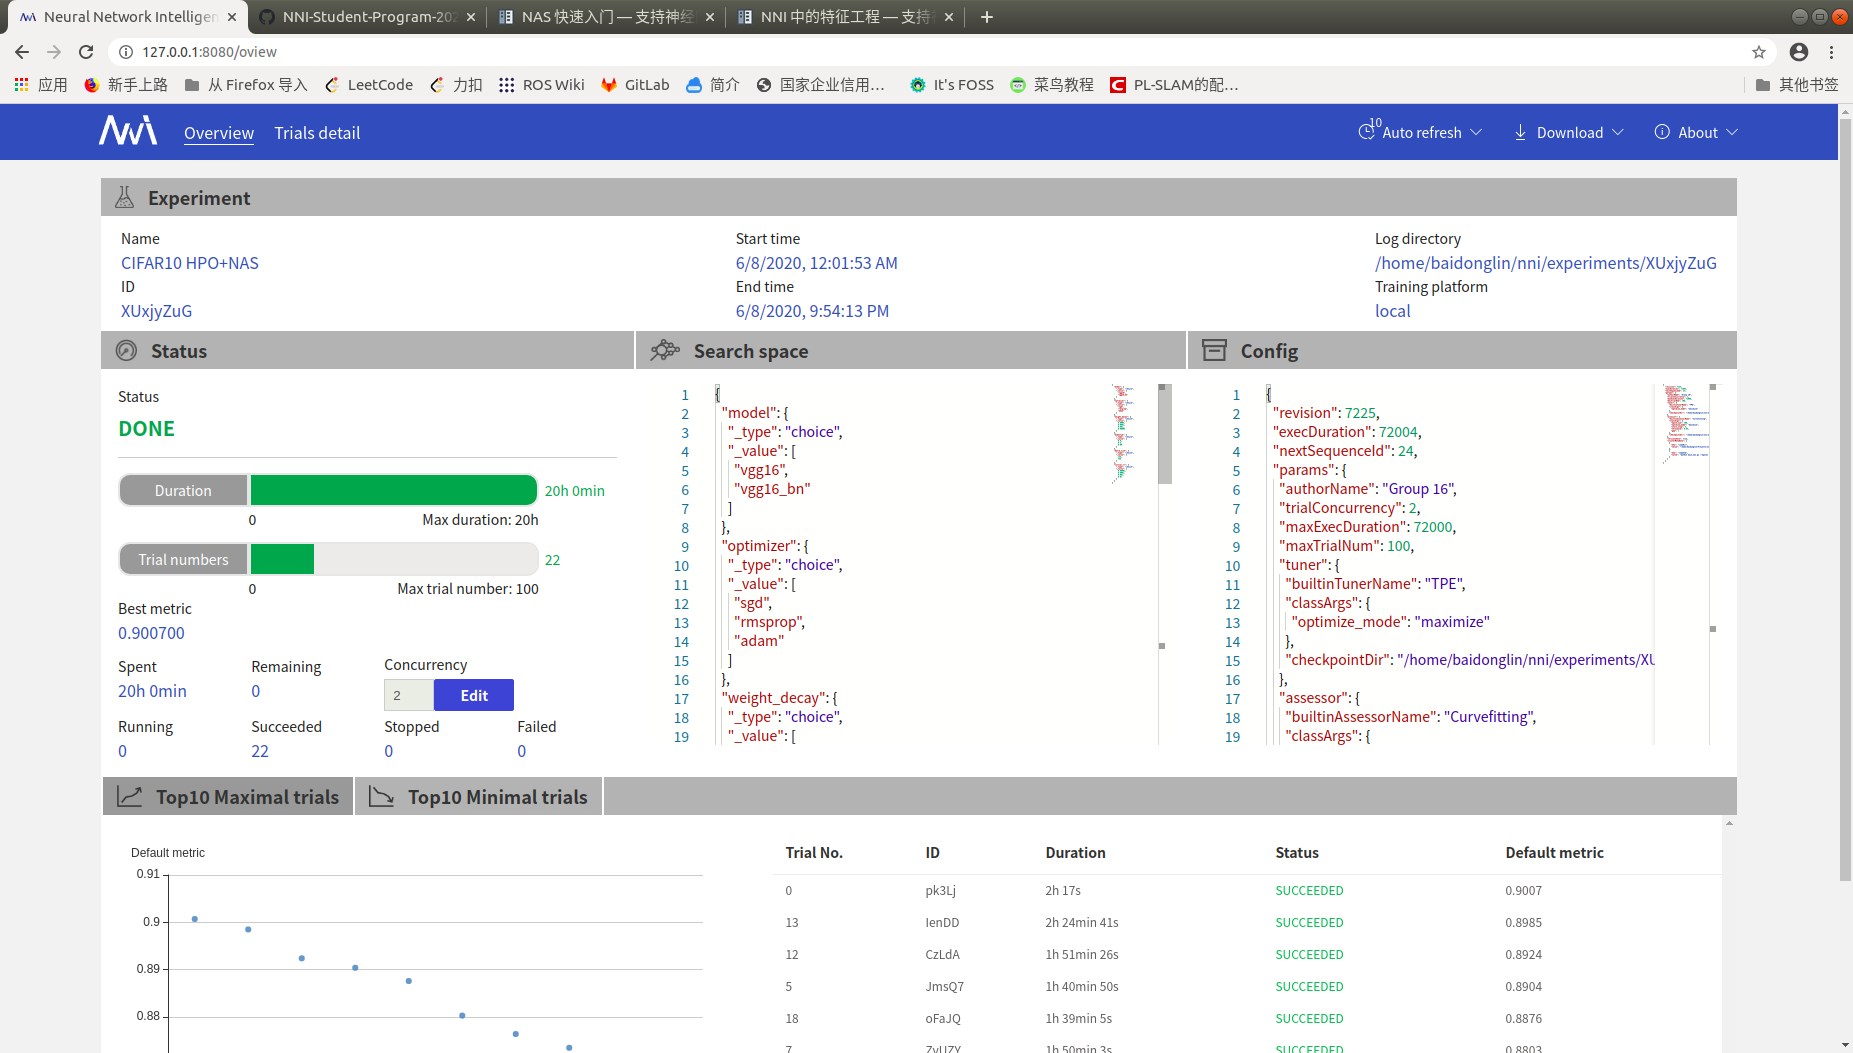 Neural Network Intelligen
NNI-Student-Program-202
NAS 快速入门 — 支持神经
NNI 中的特征工程 — 支持
127.0.0.1:8080/oview
应用
新手上路
从 Firefox 导入
LeetCode
力扣
ROS Wiki
GitLab
简介
国家企业信用...
It's FOSS
菜鸟教程
PL-SLAM的配...
其他书签
Overview
Trials detail
10
Auto refresh
Download
About
Experiment
Name
CIFAR10 HPO+NAS
ID
XUxjyZuG
Start time
6/8/2020, 12:01:53 AM
End time
6/8/2020, 9:54:13 PM
Log directory
/home/baidonglin/nni/experiments/XUxjyZuG
Training platform
local
Status
Status
DONE
Duration
20h 0min
0
Max duration: 20h
Trial numbers
22
0
Max trial number: 100
Best metric
0.900700
Spent
20h 0min
Remaining
0
Concurrency
2
Edit
Running
0
Succeeded
22
Stopped
0
Failed
0
Search space
1 {
2 "model": {
3 "_type": "choice",
4 "_value": [
5 "vgg16",
6 "vgg16_bn"
7 ]
8 },
9 "optimizer": {
10 "_type": "choice",
11 "_value": [
12 "sgd",
13 "rmsprop",
14 "adam"
15 ]
16 },
17 "weight_decay": {
18 "_type": "choice",
19 "_value": [
Config
1 {
2 "revision": 7225,
3 "execDuration": 72004,
4 "nextSequenceId": 24,
5 "params": {
6 "authorName": "Group 16",
7 "trialConcurrency": 2,
8 "maxExecDuration": 72000,
9 "maxTrialNum": 100,
10 "tuner": {
11 "builtinTunerName": "TPE",
12 "classArgs": {
13 "optimize_mode": "maximize"
14 },
15 "checkpointDir": "/home/baidonglin/nni/experiments/XU
16 },
17 "assessor": {
18 "builtinAssessorName": "Curvefitting",
19 "classArgs": {
Top10 Maximal trials
Top10 Minimal trials
Default metric
0.91
0.9
0.89
0.88
Trial No. ID Duration Status Default metric
0 pk3Lj 2h 17s SUCCEEDED 0.9007
13 IenDD 2h 24min 41s SUCCEEDED 0.8985
12 CzLdA 1h 51min 26s SUCCEEDED 0.8924
5 JmsQ7 1h 40min 50s SUCCEEDED 0.8904
18 oFaJQ 1h 39min 5s SUCCEEDED 0.8876
7 ZvUZY 1h 50min 3s SUCCEEDED 0.8803